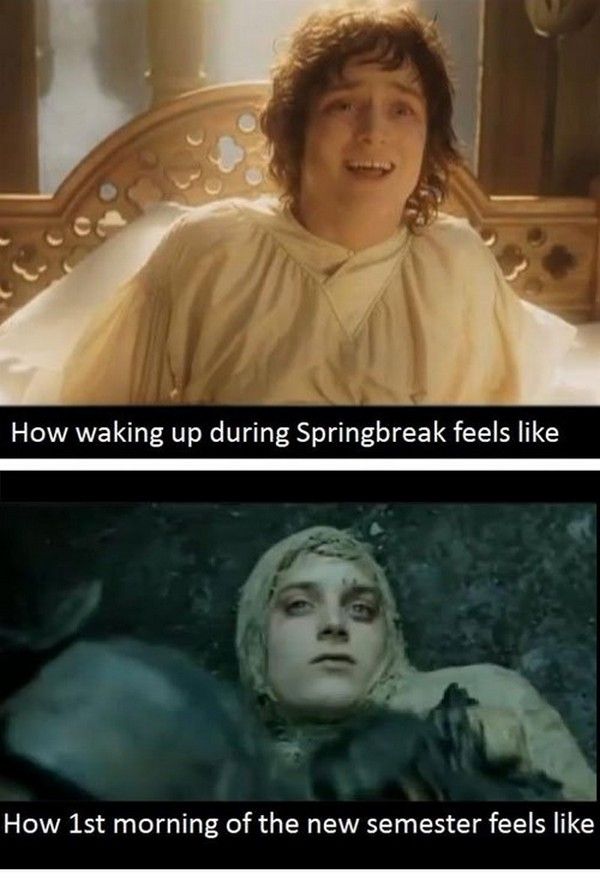 How waking up during Springbreak feels like
How 1st morning of the new semester feels like